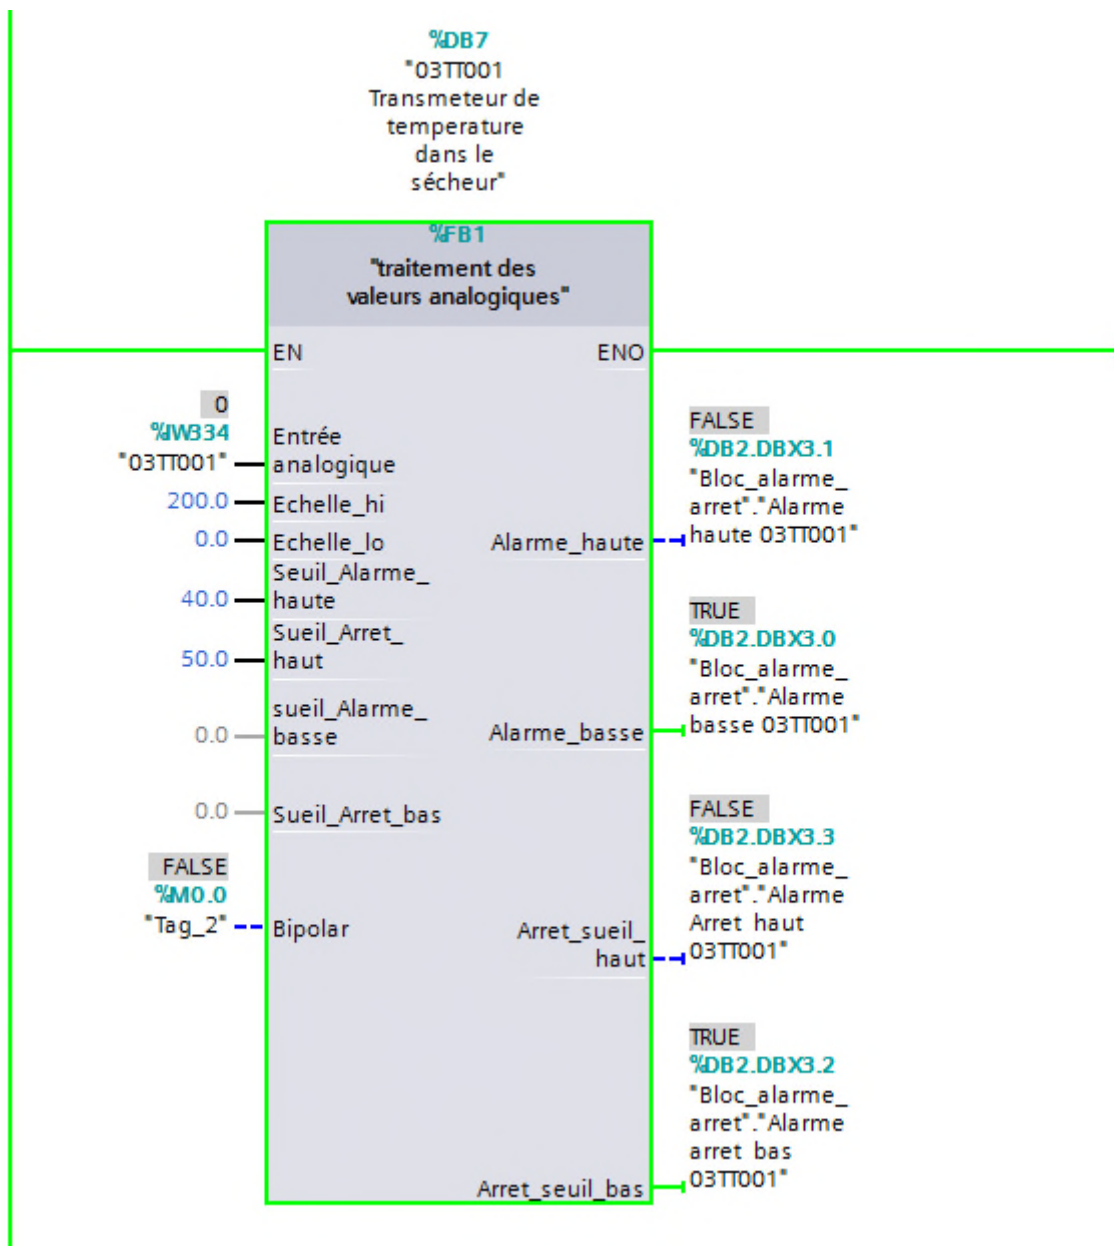 %DB7
"03TT001
Transmeteur de
temperature
dans le
sécheur"
%FB1
"traitement des
valeurs analogiques"
EN
ENO
0
%IW334
"03TT001"
Entrée
analogique
200.0
Echelle_hi
0.0
Echelle_lo
40.0
Seuil_Alarme_
haute
50.0
Sueil_Arret_
haut
0.0
sueil_Alarme_
basse
0.0
Sueil_Arret_bas
FALSE
%M0.0
"Tag_2"
Bipolar
Alarme_haute
FALSE
%DB2.DBX3.1
"Bloc_alarme_
arret"."Alarme
haute 03TT001"
Alarme_basse
TRUE
%DB2.DBX3.0
"Bloc_alarme_
arret"."Alarme
basse 03TT001"
Arret_sueil_
haut
FALSE
%DB2.DBX3.3
"Bloc_alarme_
arret"."Alarme
Arret haut
03TT001"
Arret_seuil_bas
TRUE
%DB2.DBX3.2
"Bloc_alarme_
arret"."Alarme
arret bas
03TT001"